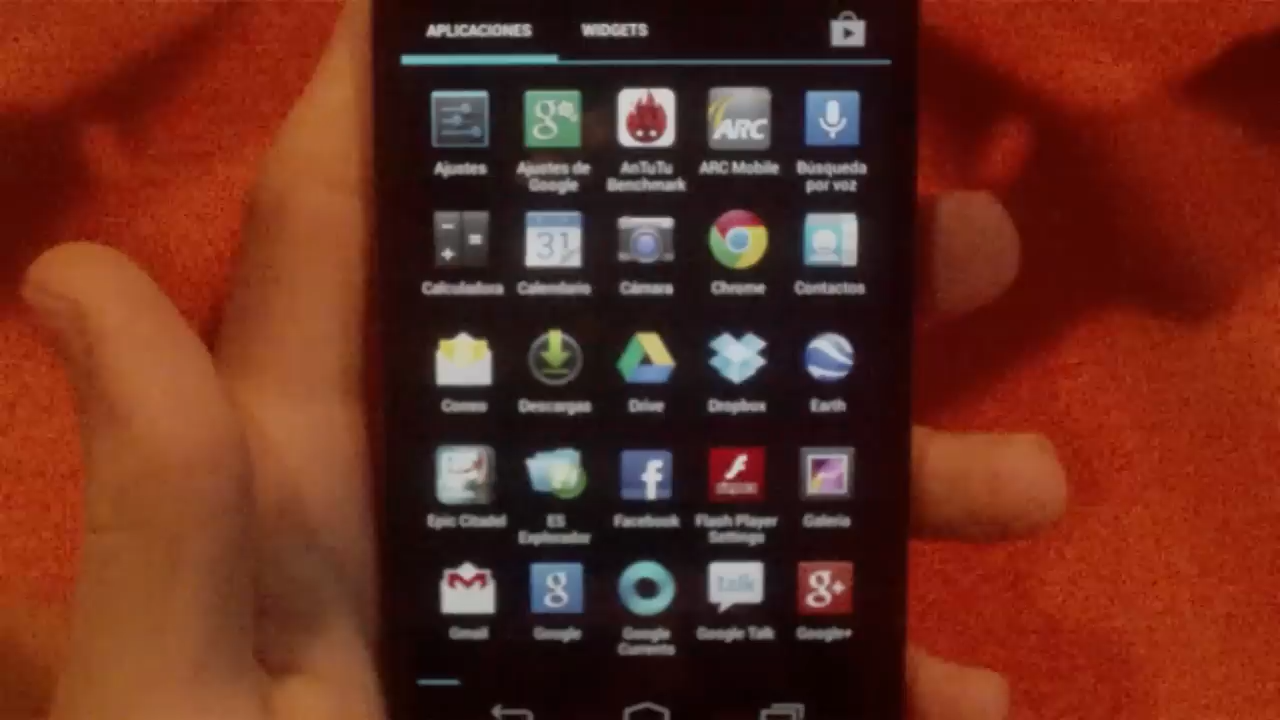 APLICACIONES WIDGETS
Ajustes Ajustes de Google AnTuTu Benchmark ARC Mobile Búsqueda por voz
ARC
Calculadora Calendario Cámara Chrome Contactos
31
Correo Descargas Drive Dropbox Earth
Epic Citadel ES Explorador Facebook Flash Player Settings Galería
Gmail Google Google Currents Google Talk Google+
talk